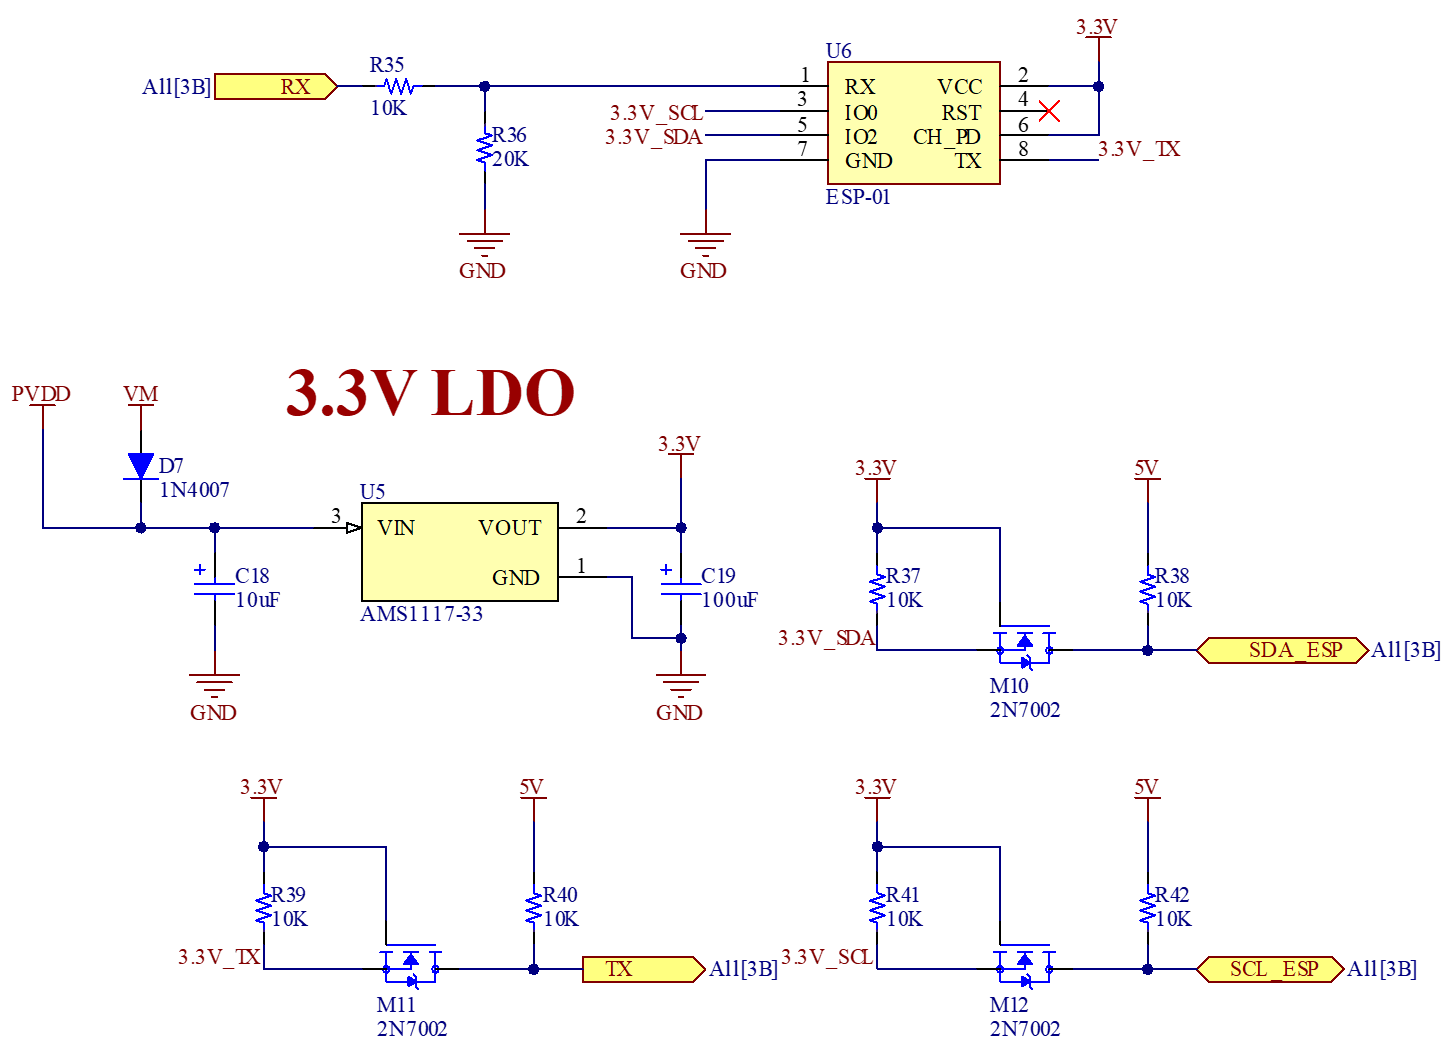 3.3V
U6
R35
All[3B]
RX
10K
1
RX
VCC
2
3.3V_SCL
3
IO0
RST
4
3.3V_SDA
5
IO2
CH_PD
6
7
GND
TX
8
3.3V_TX
R36
20K
ESP-01
GND
GND
3.3V LDO
PVDD
VM
D7
1N4007
3.3V
U5
3
VIN
VOUT
2
GND
1
AMS1117-33
C18
10uF
C19
100uF
GND
GND
3.3V
5V
R37
10K
R38
10K
3.3V_SDA
SDA_ESP
All[3B]
M10
2N7002
3.3V
5V
R39
10K
R40
10K
3.3V_TX
TX
All[3B]
M11
2N7002
3.3V
5V
R41
10K
R42
10K
3.3V_SCL
SCL_ESP
All[3B]
M12
2N7002